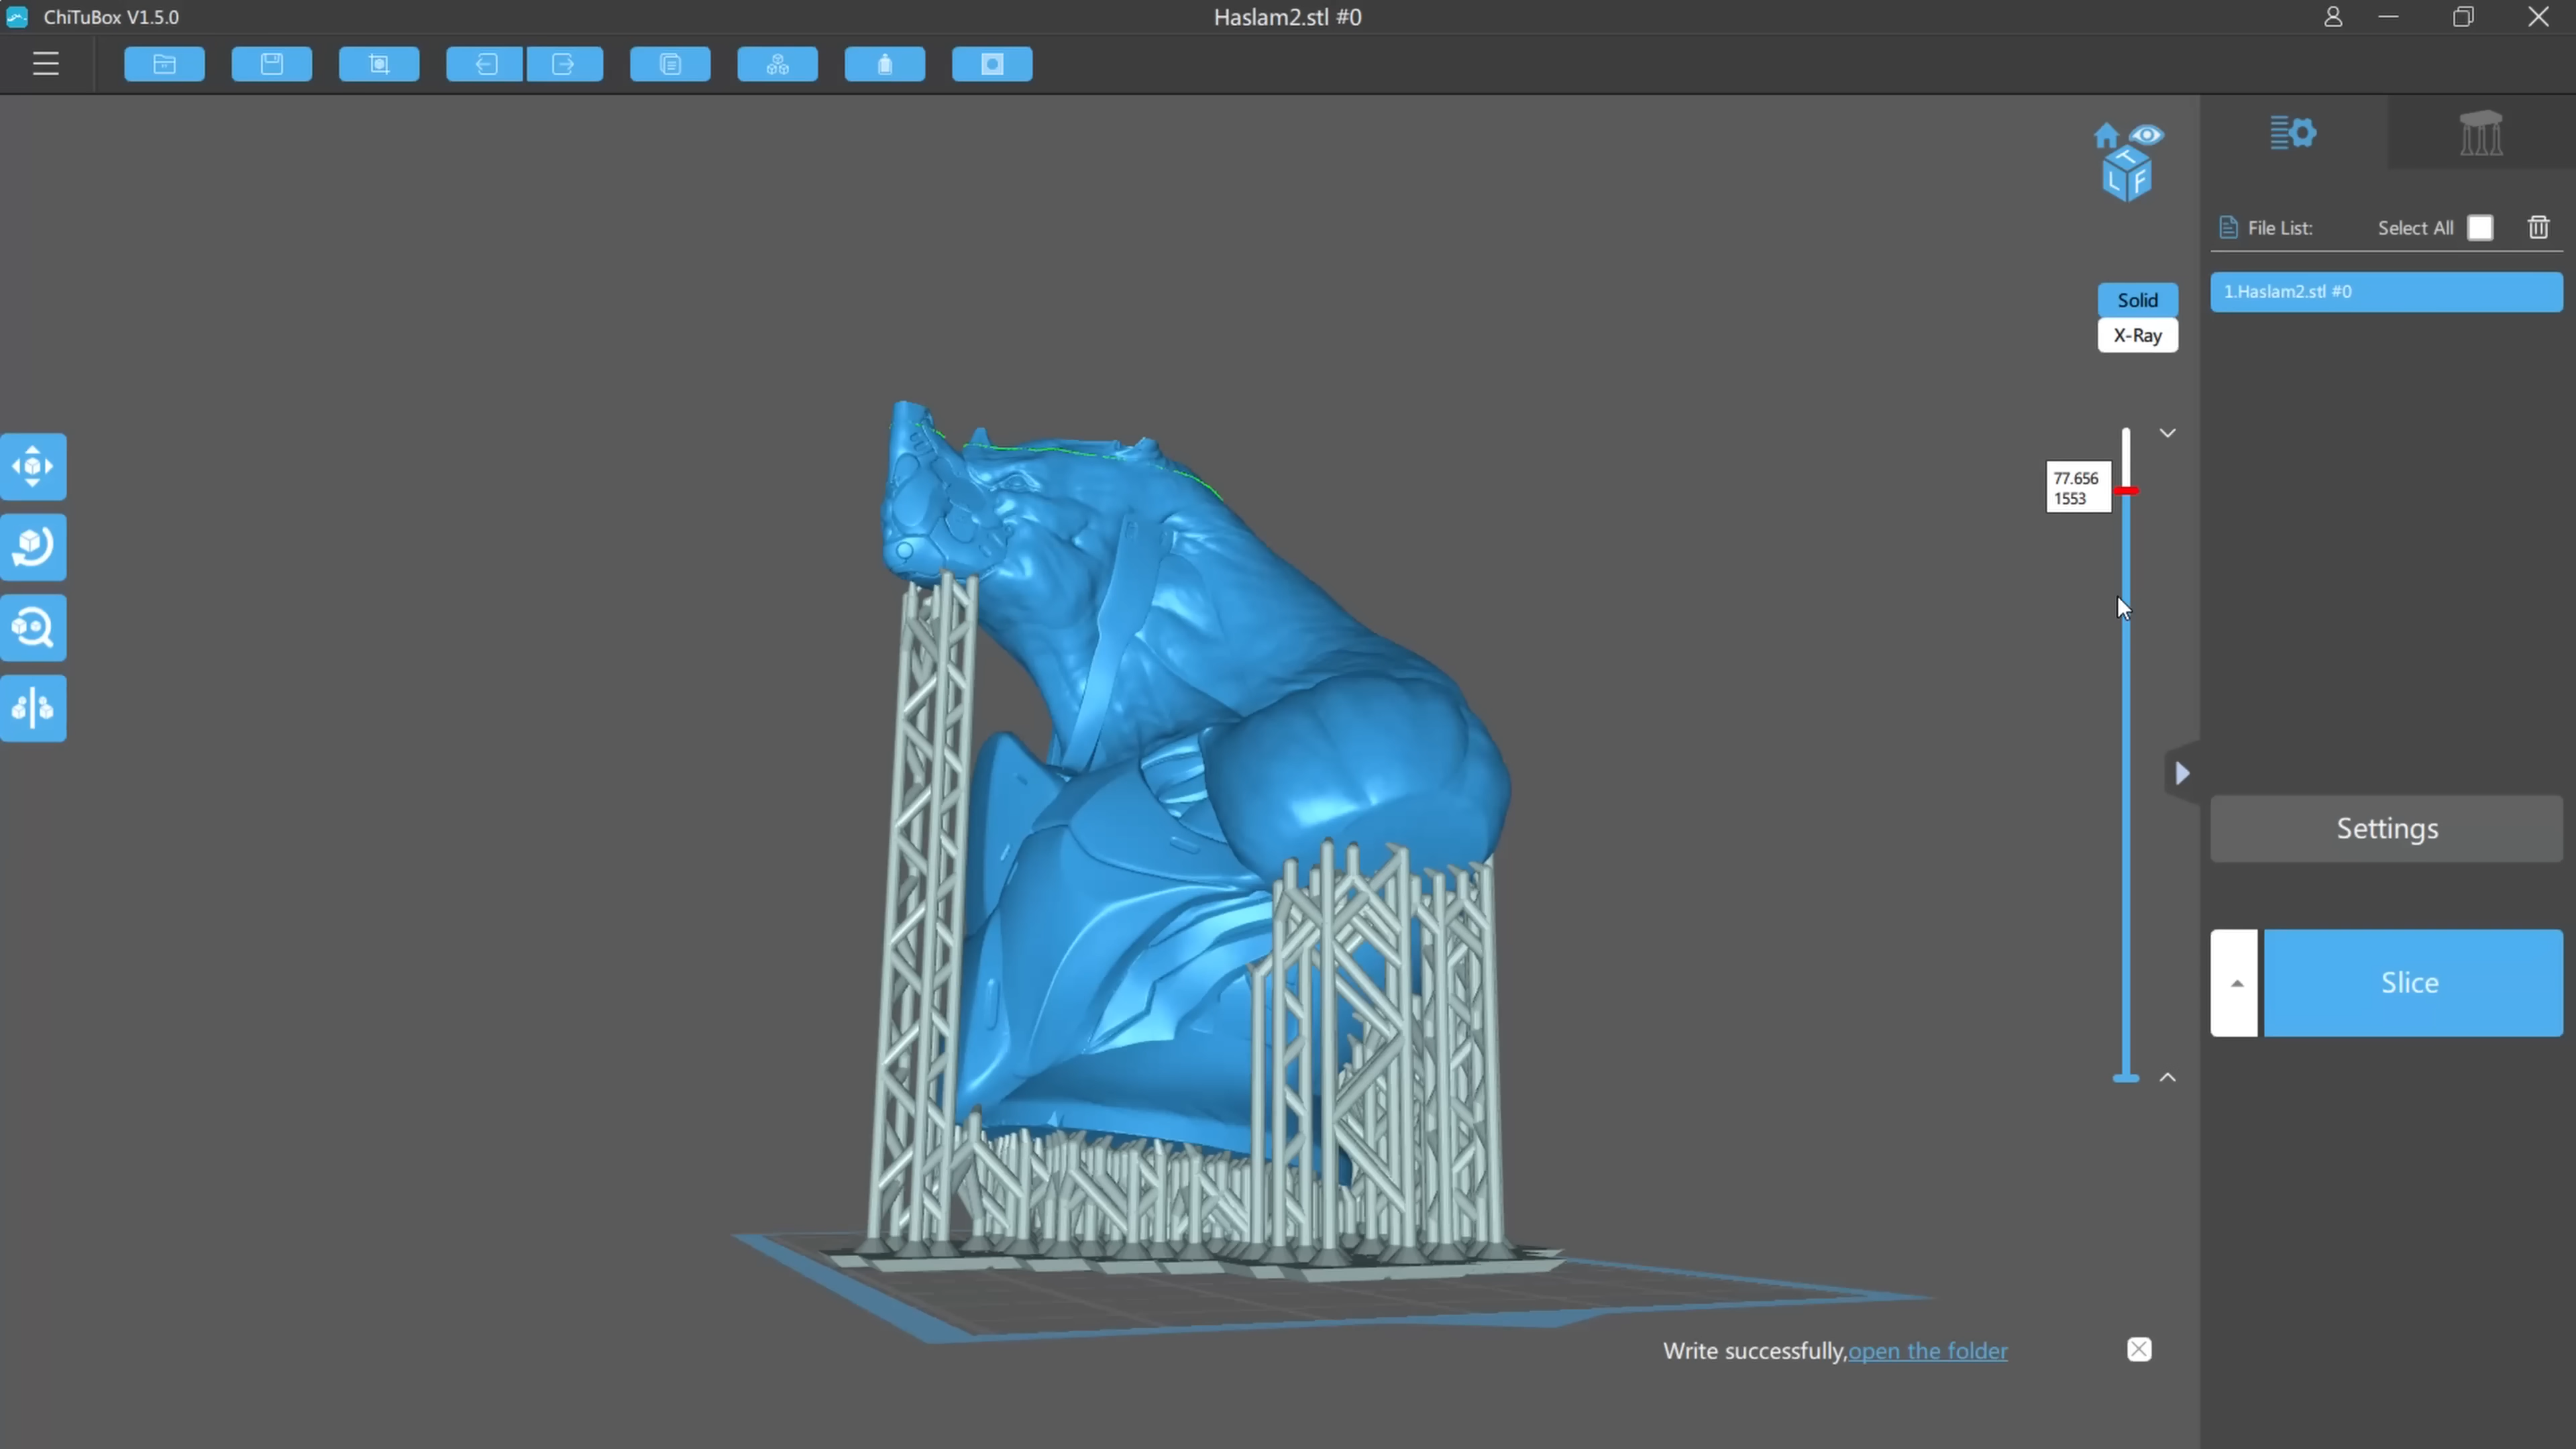 ChiTuBox V1.5.0
Haslam2.stl #0
T
L F
File List:
Select All
1.Haslam2.stl #0
Solid
X-Ray
77.656
1553
Settings
Slice
Write successfully,open the folder